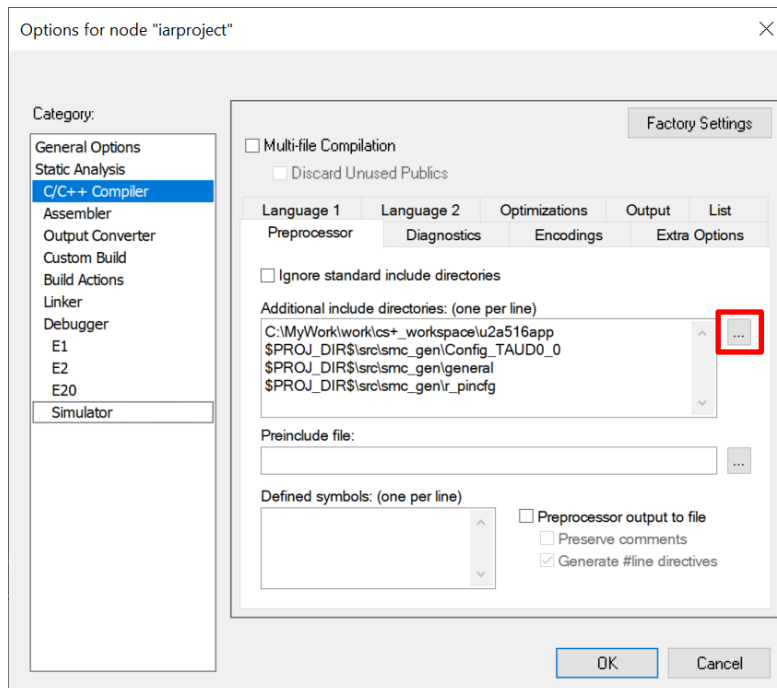 Options for node "iarproject"
Category:
General Options
Static Analysis
C/C++ Compiler
Assembler
Output Converter
Custom Build
Build Actions
Linker
Debugger
E1
E2
E20
Simulator
Factory Settings
Multi-file Compilation
Discard Unused Publics
Language 1 Language 2 Optimizations Output List
Preprocessor Diagnostics Encodings Extra Options
Ignore standard include directories
Additional include directories: (one per line)
C:\MyWork\work\cs+_workspace\u2a516app
$PROJ_DIR$\src\smc_gen\Config_TAUD0_0
$PROJ_DIR$\src\smc_gen\general
$PROJ_DIR$\src\smc_gen\r_pincfg
...
Preinclude file:
...
Defined symbols: (one per line)
Preprocessor output to file
Preserve comments
Generate #line directives
OK Cancel